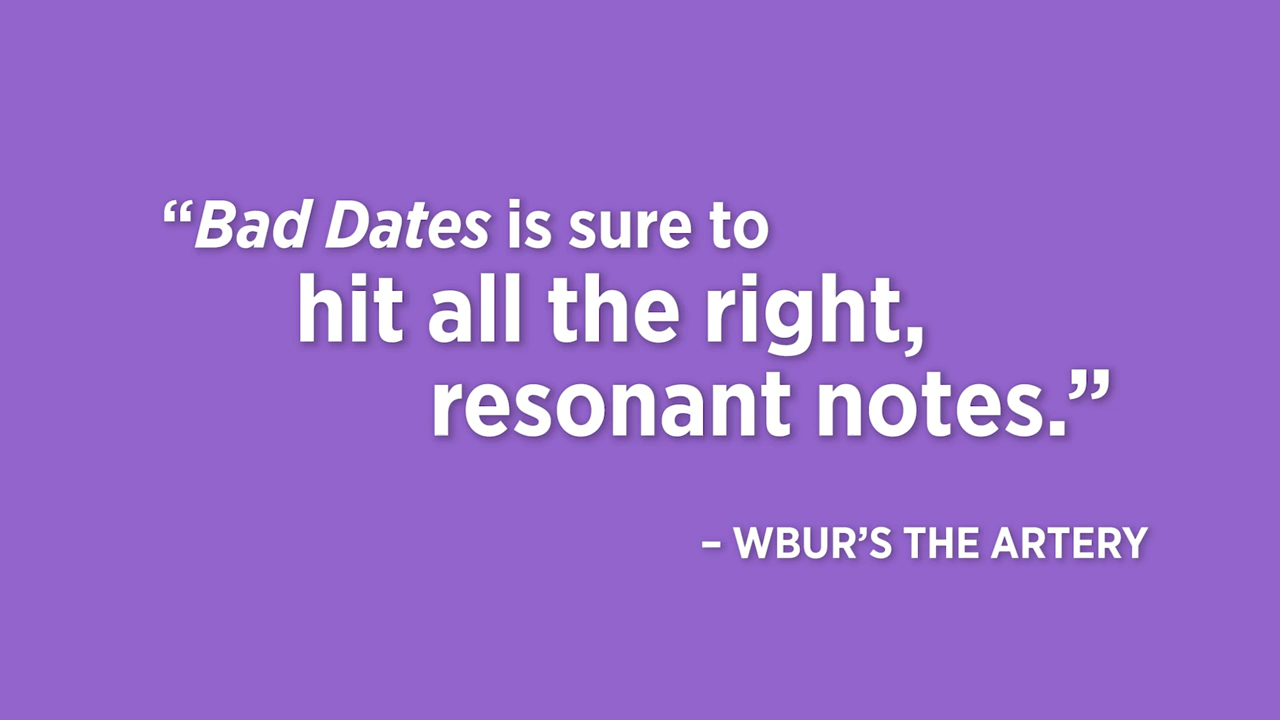 “Bad Dates is sure to
hit all the right,
resonant notes.”
– WBUR’S THE ARTERY